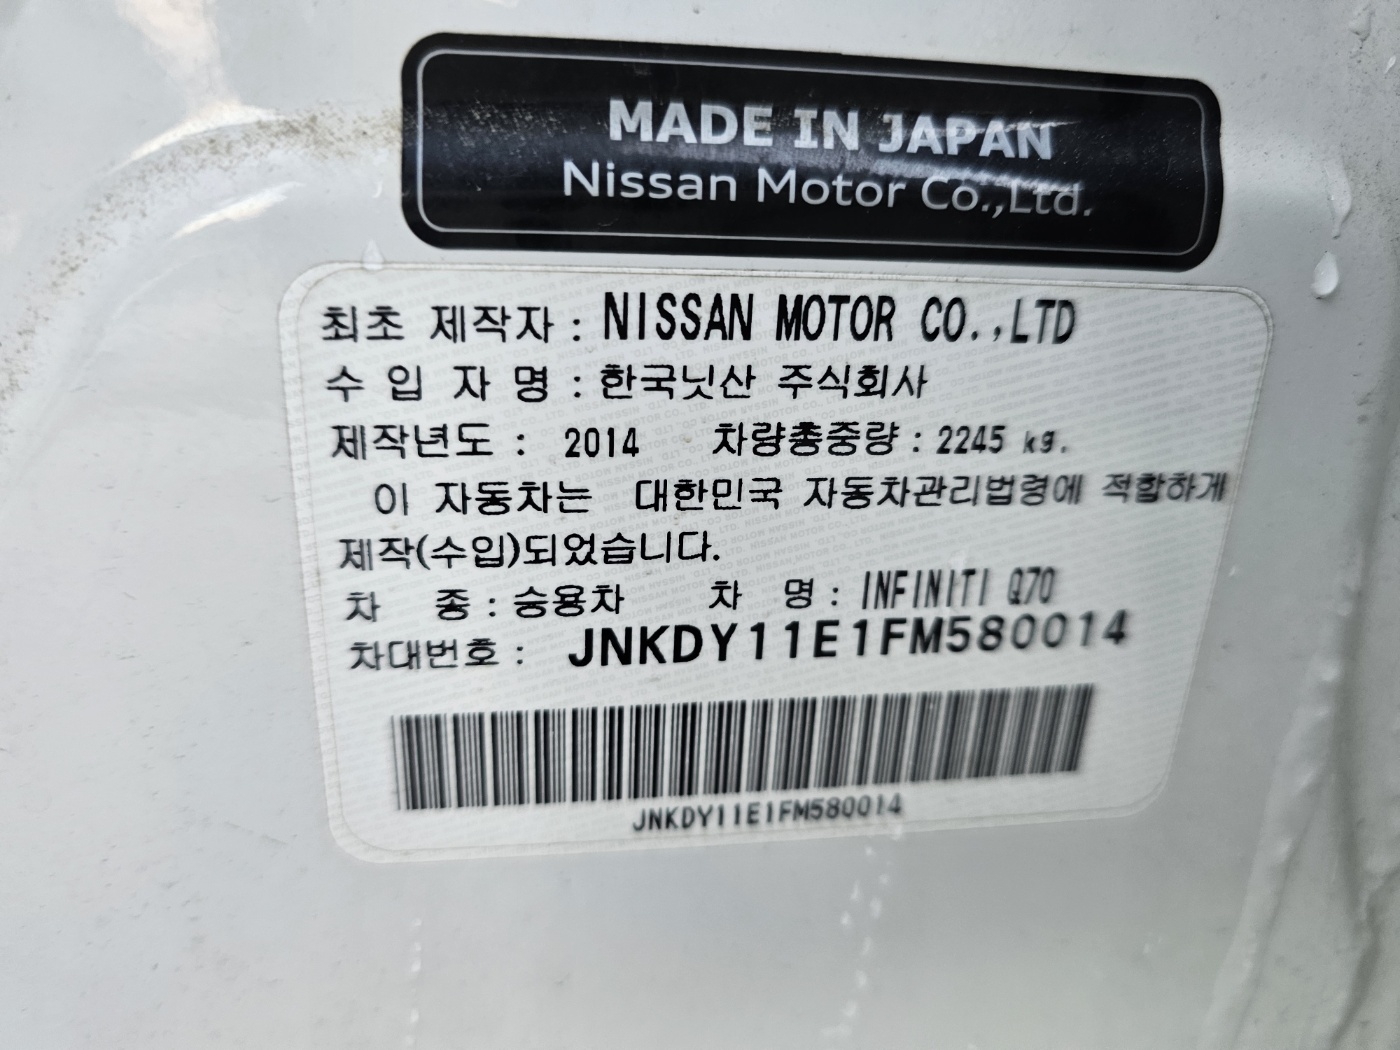 MADE IN JAPAN
Nissan Motor Co.,Ltd.
최초 제작자 : NISSAN MOTOR CO.,LTD
수 입 자 명 : 한국닛산 주식회사
제작년도 : 2014 차량총중량 : 2245 kg.
이 자동차는 대한민국 자동차관리법령에 적합하게
제작(수입)되었습니다.
차 종 : 승용차 차 명 : INFINITI Q70
차대번호 : JNKDY11E1FM580014
JNKDY11E1FM580014